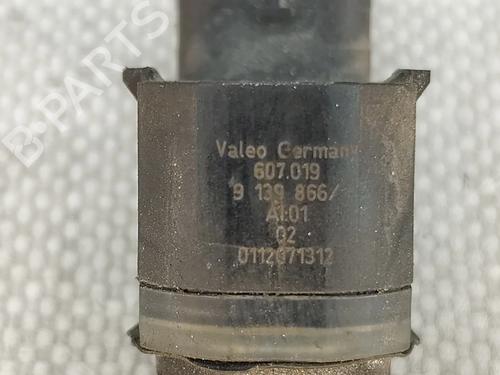 Valeo Germany
607.019
9 139 866/
AI:01
02
0112071312
B-PARTS